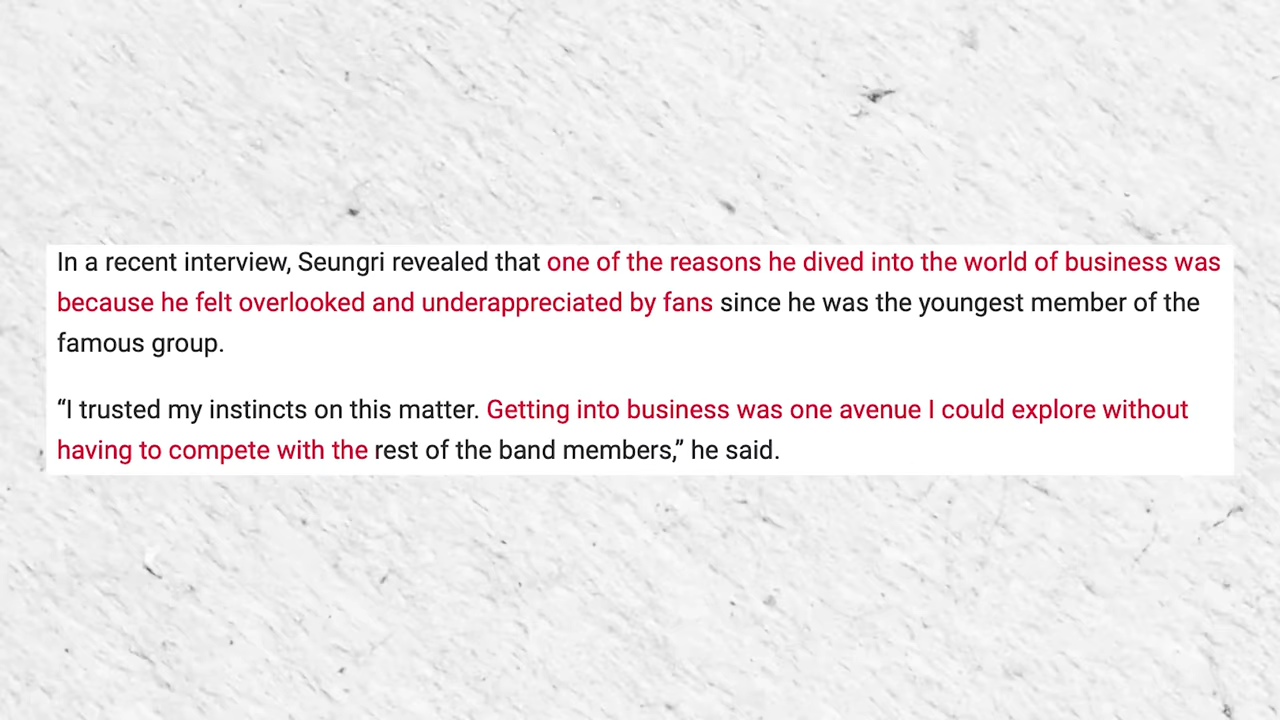 In a recent interview, Seungri revealed that one of the reasons he dived into the world of business was
because he felt overlooked and underappreciated by fans since he was the youngest member of the
famous group.
“I trusted my instincts on this matter. Getting into business was one avenue I could explore without
having to compete with the rest of the band members,” he said.